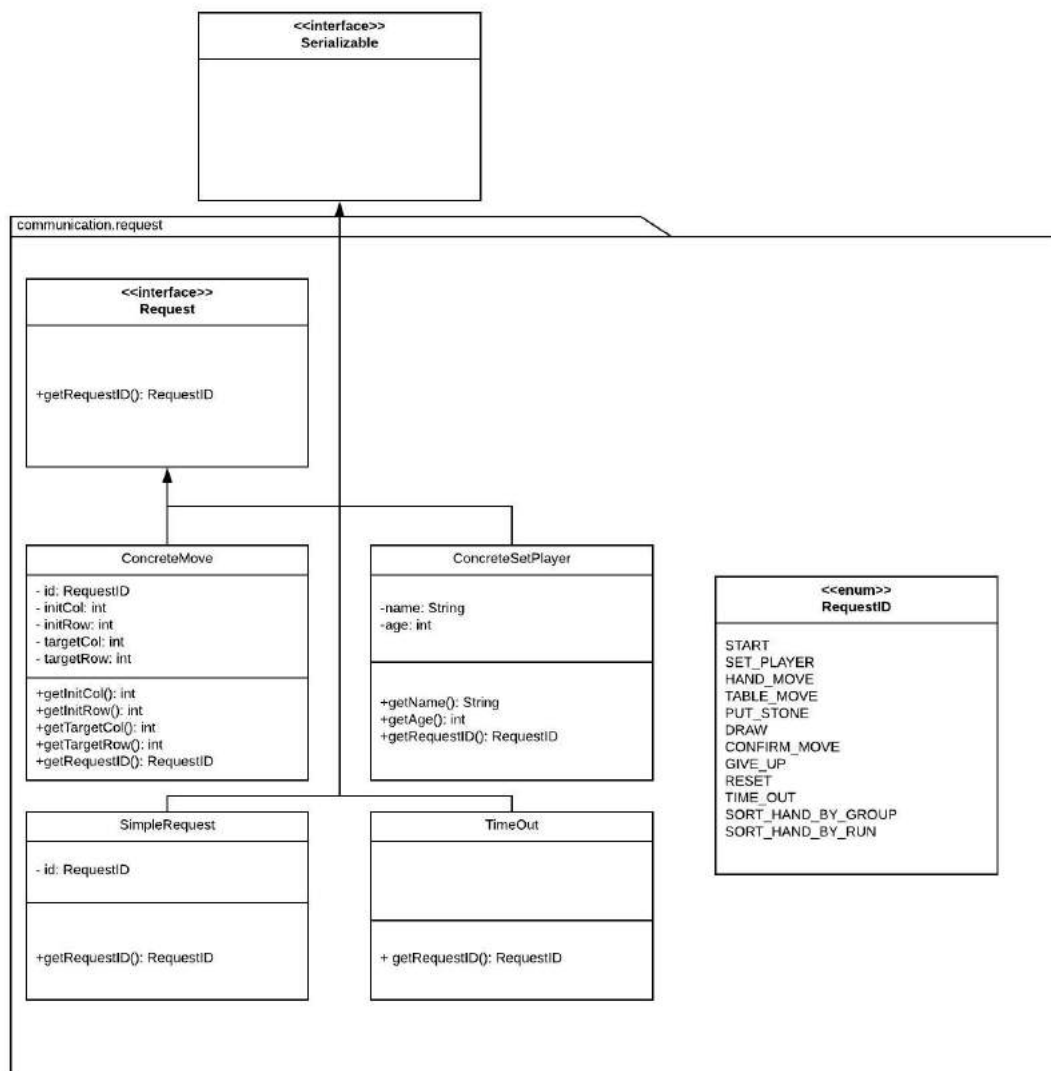 <<interface>>
Serializable
communication.request
<<interface>>
Request
+getRequestID(): RequestID
ConcreteMove
- id: RequestID
- initCol: int
- initRow: int
- targetCol: int
- targetRow: int
+getInitCol(): int
+getInitRow(): int
+getTargetCol(): int
+getTargetRow(): int
+getRequestID(): RequestID
ConcreteSetPlayer
-name: String
-age: int
+getName(): String
+getAge(): int
+getRequestID(): RequestID
<<enum>>
RequestID
START
SET_PLAYER
HAND_MOVE
TABLE_MOVE
PUT_STONE
DRAW
CONFIRM_MOVE
GIVE_UP
RESET
TIME_OUT
SORT_HAND_BY_GROUP
SORT_HAND_BY_RUN
SimpleRequest
- id: RequestID
+getRequestID(): RequestID
TimeOut
+ getRequestID(): RequestID